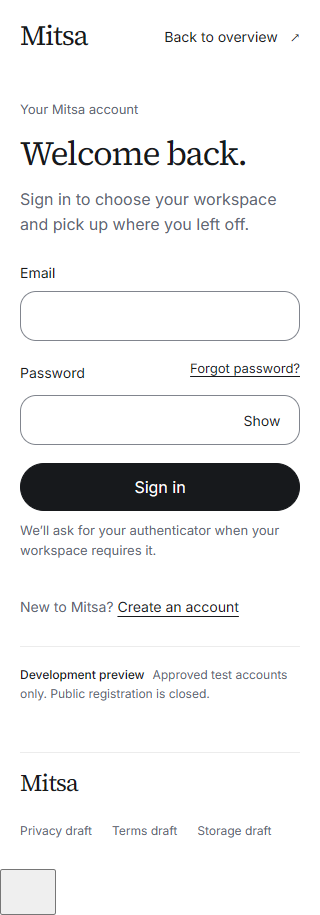 Mitsa
Back to overview ↗
Your Mitsa account
Welcome back.
Sign in to choose your workspace
and pick up where you left off.
Email
Password
Forgot password?
Show
Sign in
We’ll ask for your authenticator when your
workspace requires it.
New to Mitsa? Create an account
Development preview Approved test accounts
only. Public registration is closed.
Mitsa
Privacy draft Terms draft Storage draft